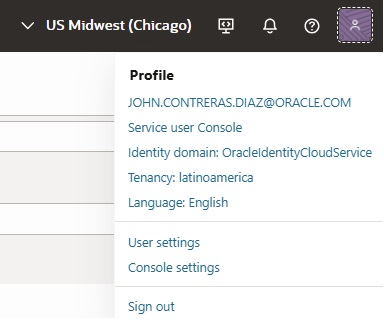 US Midwest (Chicago)
Profile
JOHN.CONTRERAS.DIAZ@ORACLE.COM
Service user Console
Identity domain: OracleIdentityCloudService
Tenancy: latinoamerica
Language: English
User settings
Console settings
Sign out